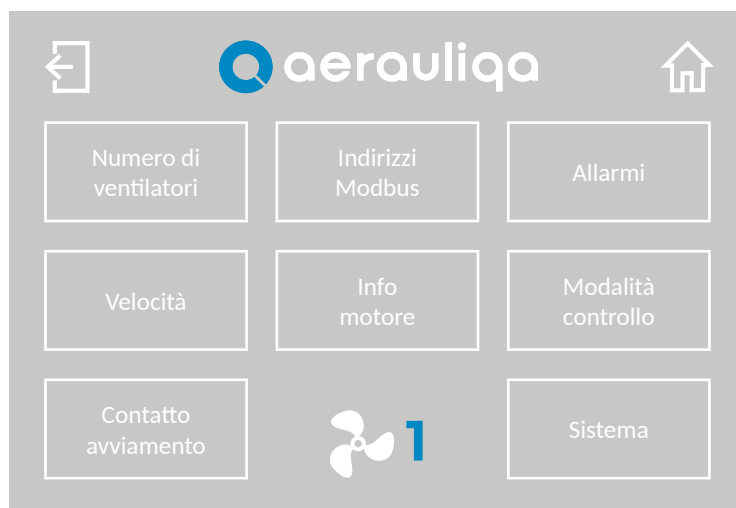 aerauliqa
Numero di
ventilatori
Indirizzi
Modbus
Allarmi
Velocità
Info
motore
Modalità
controllo
Contatto
avviamento
1
Sistema